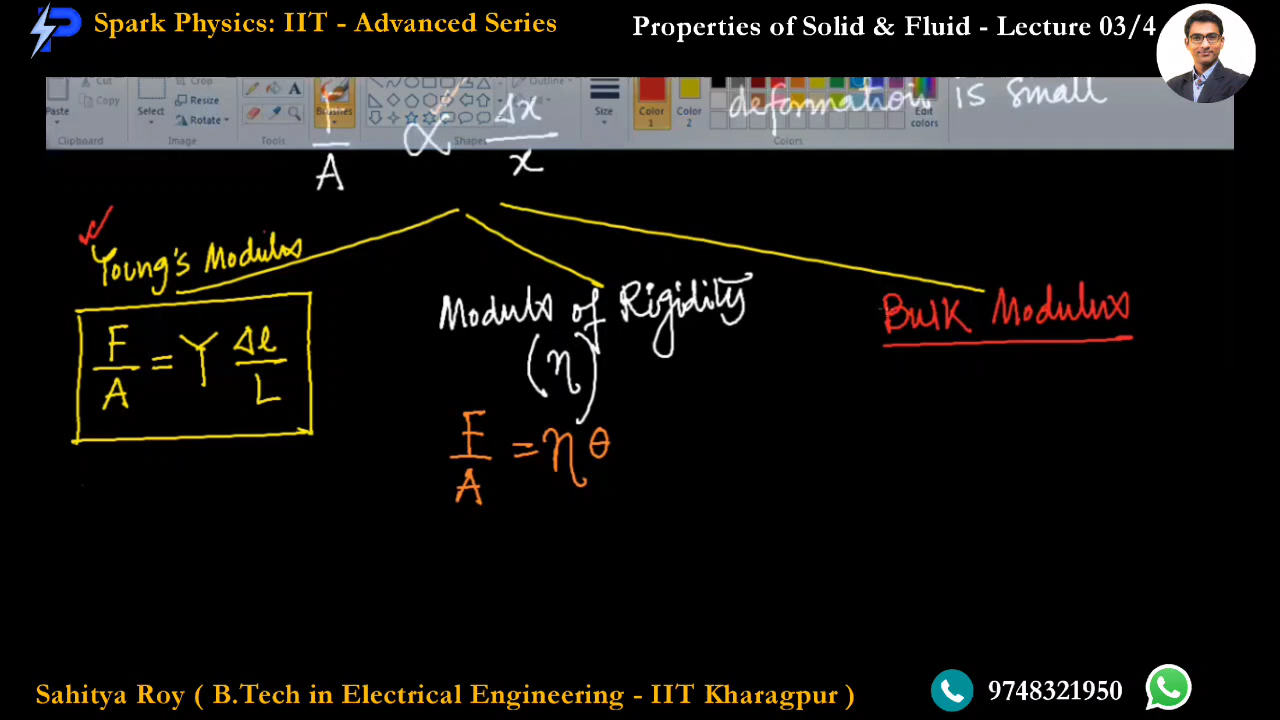 Spark Physics: IIT - Advanced Series
Properties of Solid & Fluid - Lecture 03/4
Paste
Cut
Copy
Clipboard
Select
Crop
Resize
Rotate
Image
Brushes
Shapes
Outline
Size
Color 1
Color 2
Edit colors
Colors
deformation is small
F/A ∝ Δx/x
Young's Modulus
F/A = Y Δl/L
Modulus of Rigidity
(η)
F/A = η θ
Bulk Modulus
Sahitya Roy ( B.Tech in Electrical Engineering - IIT Kharagpur )
9748321950